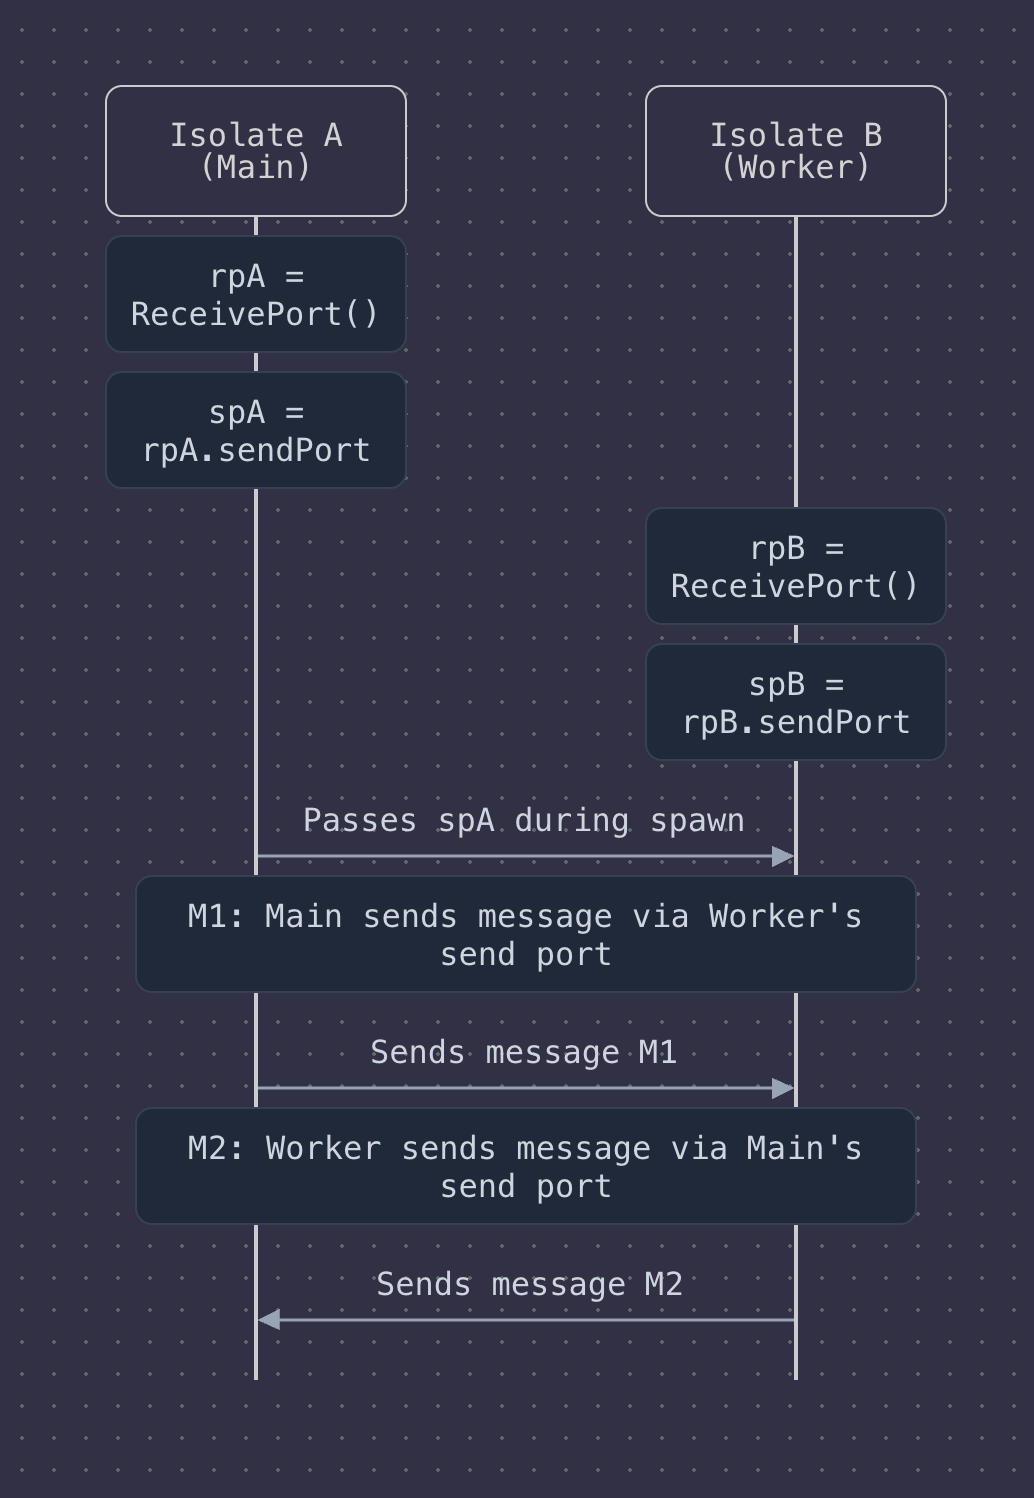 Isolate A
(Main)
Isolate B
(Worker)
rpA =
ReceivePort()
spA =
rpA.sendPort
rpB =
ReceivePort()
spB =
rpB.sendPort
Passes spA during spawn
M1: Main sends message via Worker's
send port
Sends message M1
M2: Worker sends message via Main's
send port
Sends message M2